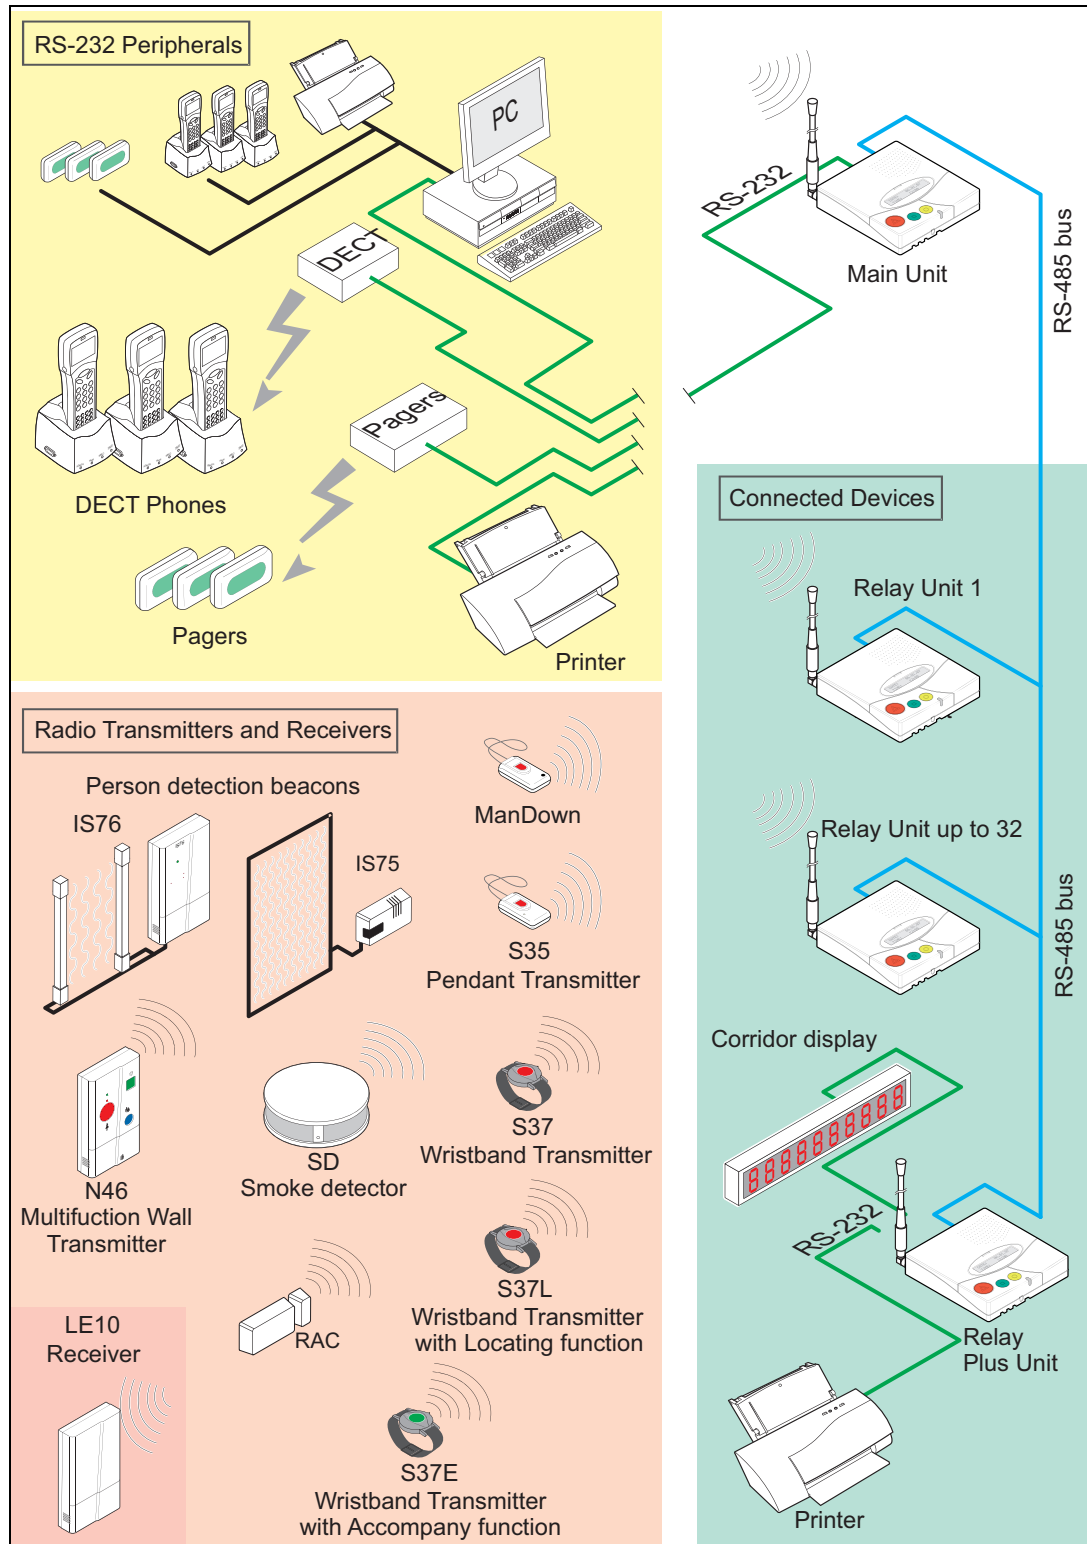 RS-232 Peripherals
PC
DECT
DECT Phones
Pagers
Pagers
Printer
RS-232
Main Unit
RS-485 bus
Connected Devices
Relay Unit 1
Relay Unit up to 32
RS-485 bus
Corridor display
RS-232
Relay
Plus Unit
Printer
Radio Transmitters and Receivers
Person detection beacons
IS76
IS75
ManDown
S35
Pendant Transmitter
N46
Multifuction Wall
Transmitter
SD
Smoke detector
S37
Wristband Transmitter
S37L
Wristband Transmitter
with Locating function
RAC
LE10
Receiver
S37E
Wristband Transmitter
with Accompany function